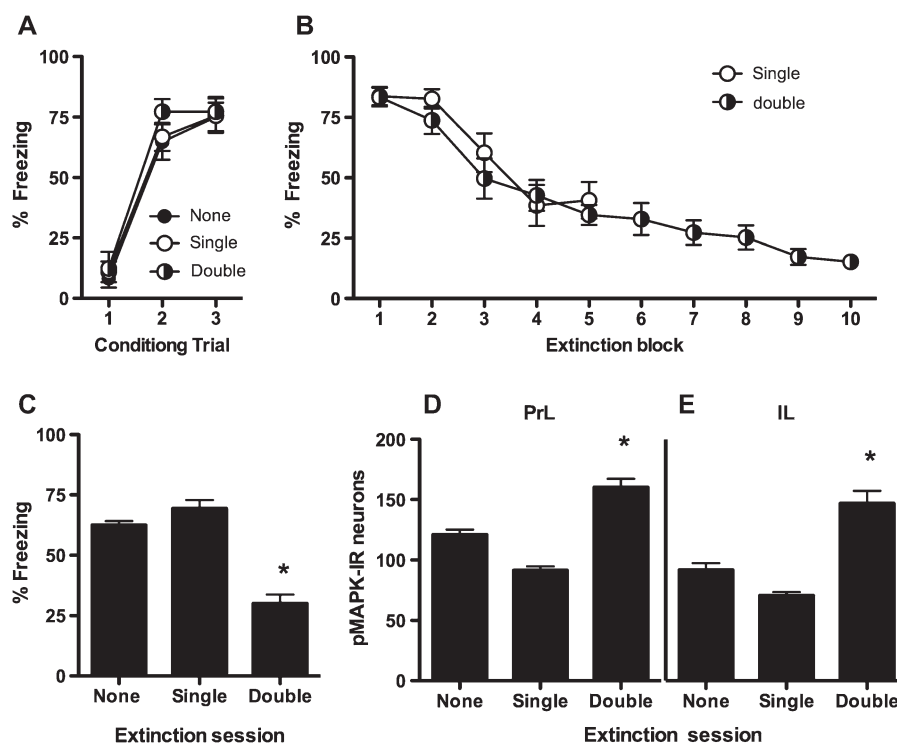 A
100
75
50
25
0
% Freezing
None
Single
Double
1 2 3
Conditiong Trial
B
100
75
50
25
0
% Freezing
Single
double
1 2 3 4 5 6 7 8 9 10
Extinction block
C
100
75
50
25
0
% Freezing
*
None Single Double
Extinction session
D PrL
200
150
100
50
0
pMAPK-IR neurons
*
None Single Double
E IL
*
None Single Double
Extinction session